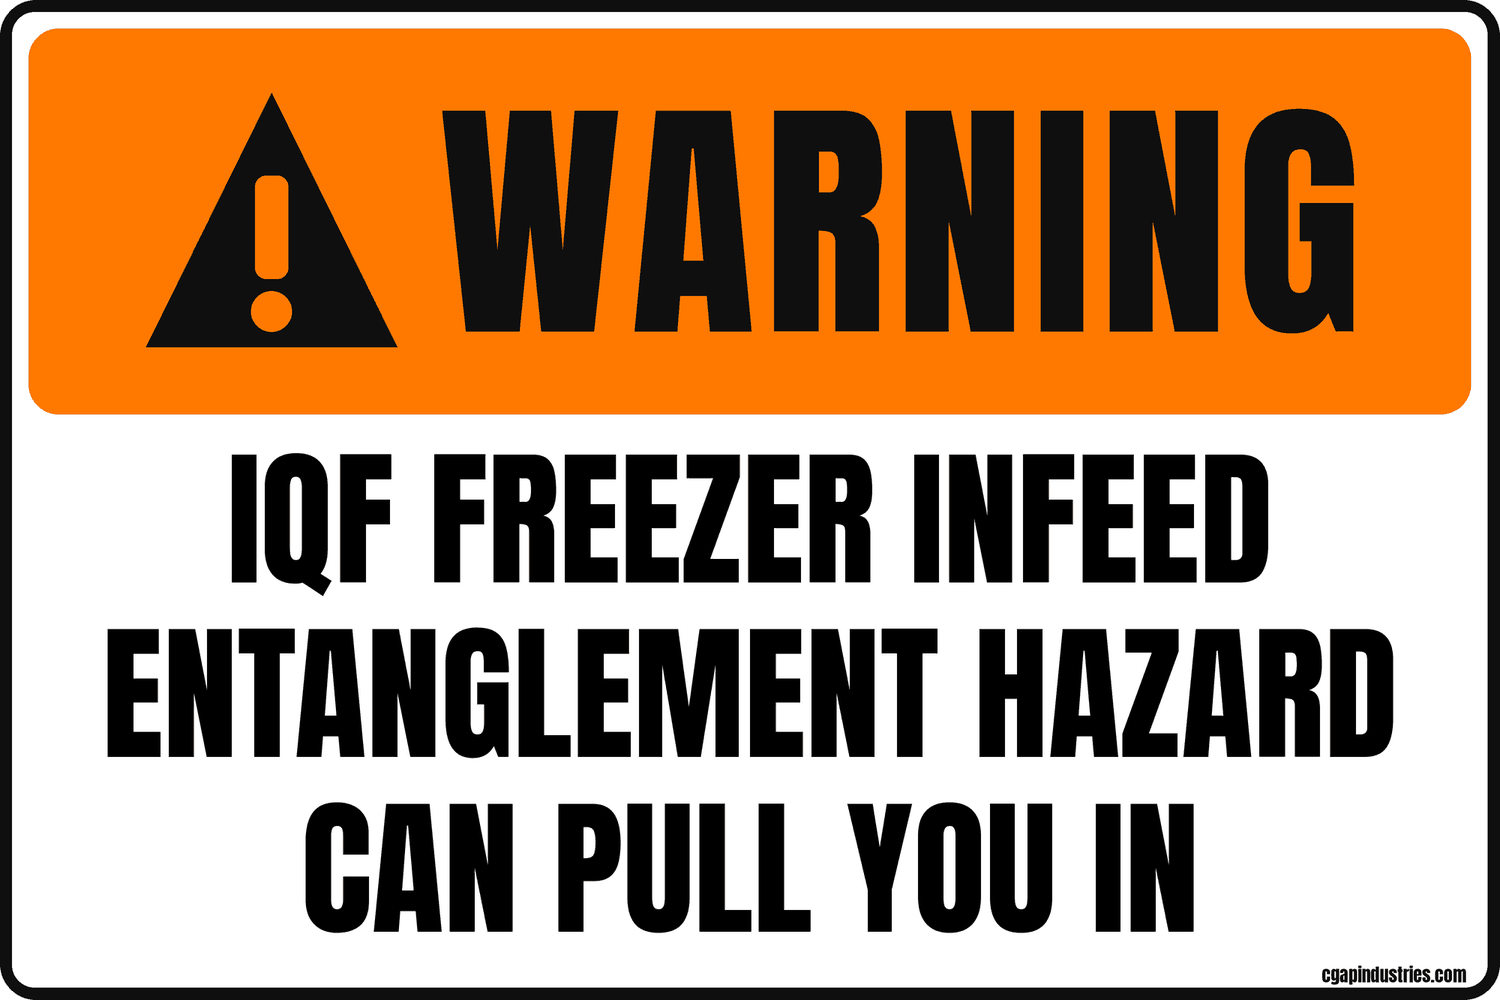 WARNING
IQF FREEZER INFEED
ENTANGLEMENT HAZARD
CAN PULL YOU IN
cgapindustries.com